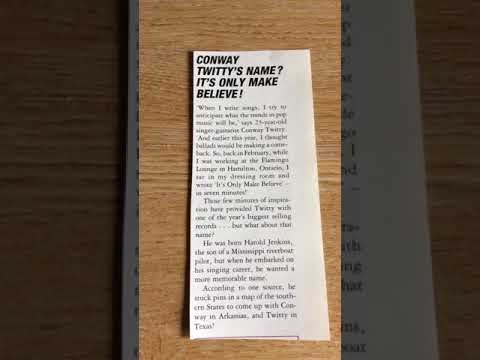 CONWAY
TWITTY'S NAME?
IT'S ONLY MAKE
BELIEVE!
'When I write songs, I try to
anticipate what the trends in pop
music will be,' says 25-year-old
singer-guitarist Conway Twitty.
'And earlier this year, I thought
ballads would be making a come-
back. So, back in February, while
I was working at the Flamingo
Lounge in Hamilton, Ontario, I
sat in my dressing room and
wrote 'It's Only Make Believe' –
in seven minutes!'
Those few minutes of inspira-
tion have provided Twitty with
one of the year's biggest selling
records . . . but what about that
name?
He was born Harold Jenkins,
the son of a Mississippi riverboat
pilot, but when he embarked on
his singing career, he wanted a
more memorable name.
According to one source, he
stuck pins in a map of the south-
ern States to come up with Con-
way in Arkansas, and Twitty in
Texas!